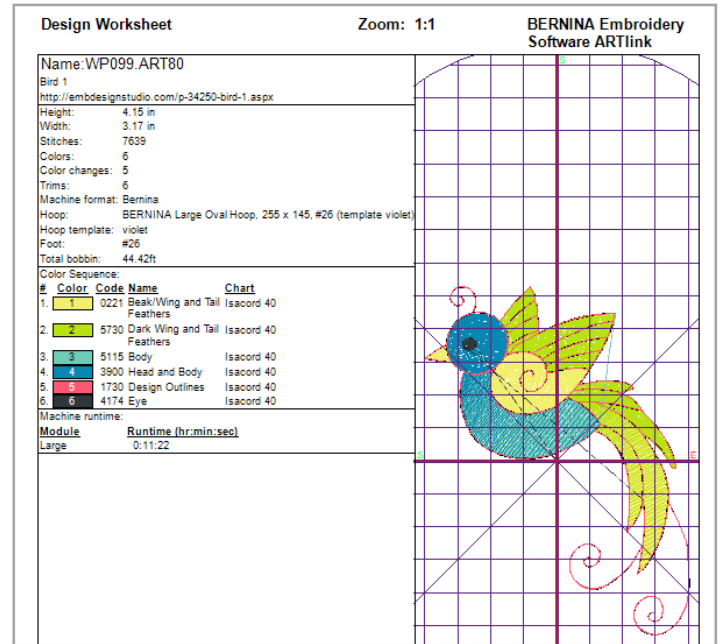 Design Worksheet Zoom: 1:1 BERNINA Embroidery
Software ARTlink
Name:WP099.ART80
Bird 1
http://embdesignstudio.com/p-34250-bird-1.aspx
Height: 4.15 in
Width: 3.17 in
Stitches: 7639
Colors: 6
Color changes: 5
Trims: 6
Machine format: Bernina
Hoop: BERNINA Large Oval Hoop, 255 x 145, #26 (template violet)
Hoop template: violet
Foot: #26
Total bobbin: 44.42ft
Color Sequence:
# Color Code Name Chart
1. 1 0221 Beak/Wing and Tail Isacord 40
Feathers
2. 2 5730 Dark Wing and Tail Isacord 40
Feathers
3. 3 5115 Body Isacord 40
4. 4 3900 Head and Body Isacord 40
5. 5 1730 Design Outlines Isacord 40
6. 6 4174 Eye Isacord 40
Machine runtime:
Module Runtime (hr:min:sec)
Large 0:11:22
S
S E